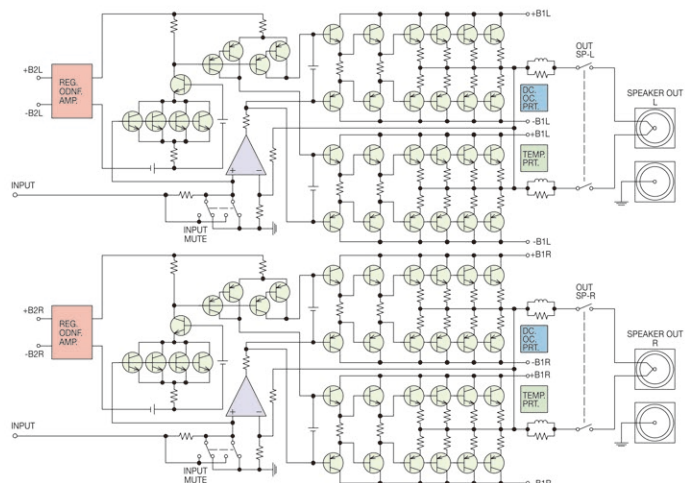 +B1L
+B2L
REG.
ODNF.
AMP.
-B2L
OUT
SP-L
DC.
OC.
PRT.
SPEAKER OUT
L
-B1L
+B1L
TEMP.
PRT.
+
−
INPUT
INPUT
MUTE
-B1L
+B1R
+B2R
REG.
ODNF.
AMP.
-B2R
OUT
SP-R
DC.
OC.
PRT.
SPEAKER OUT
R
-B1R
+B1R
TEMP.
PRT.
+
−
INPUT
INPUT
MUTE
-B1R